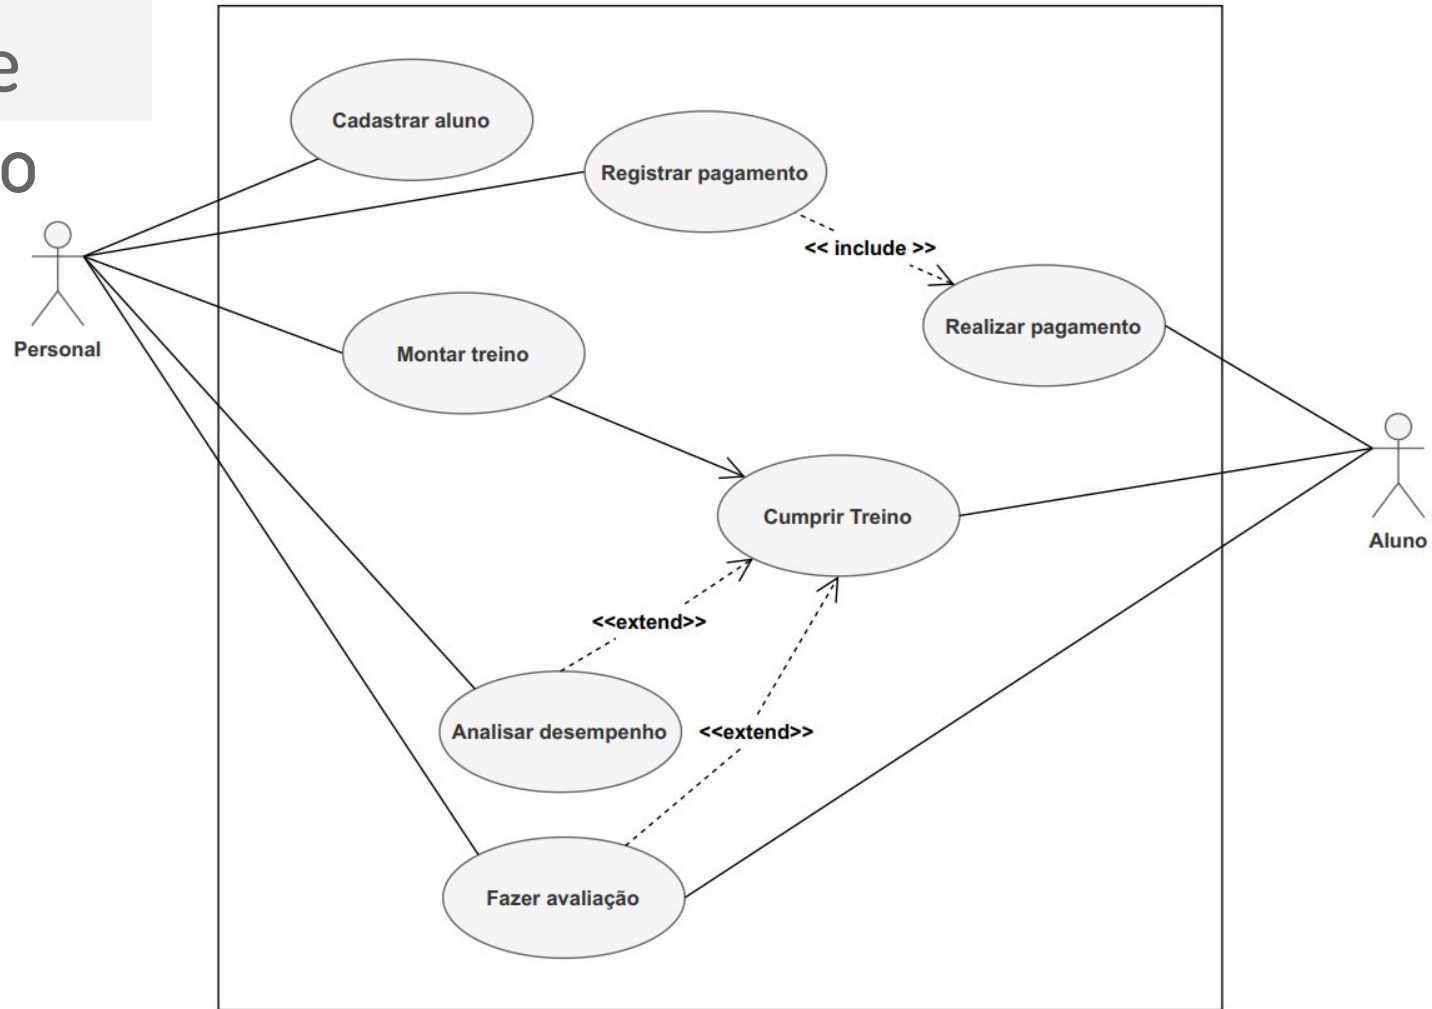 e
o
Cadastrar aluno
Registrar pagamento
<< include >>
Realizar pagamento
Personal
Montar treino
Cumprir Treino
Aluno
<<extend>>
Analisar desempenho
<<extend>>
Fazer avaliação